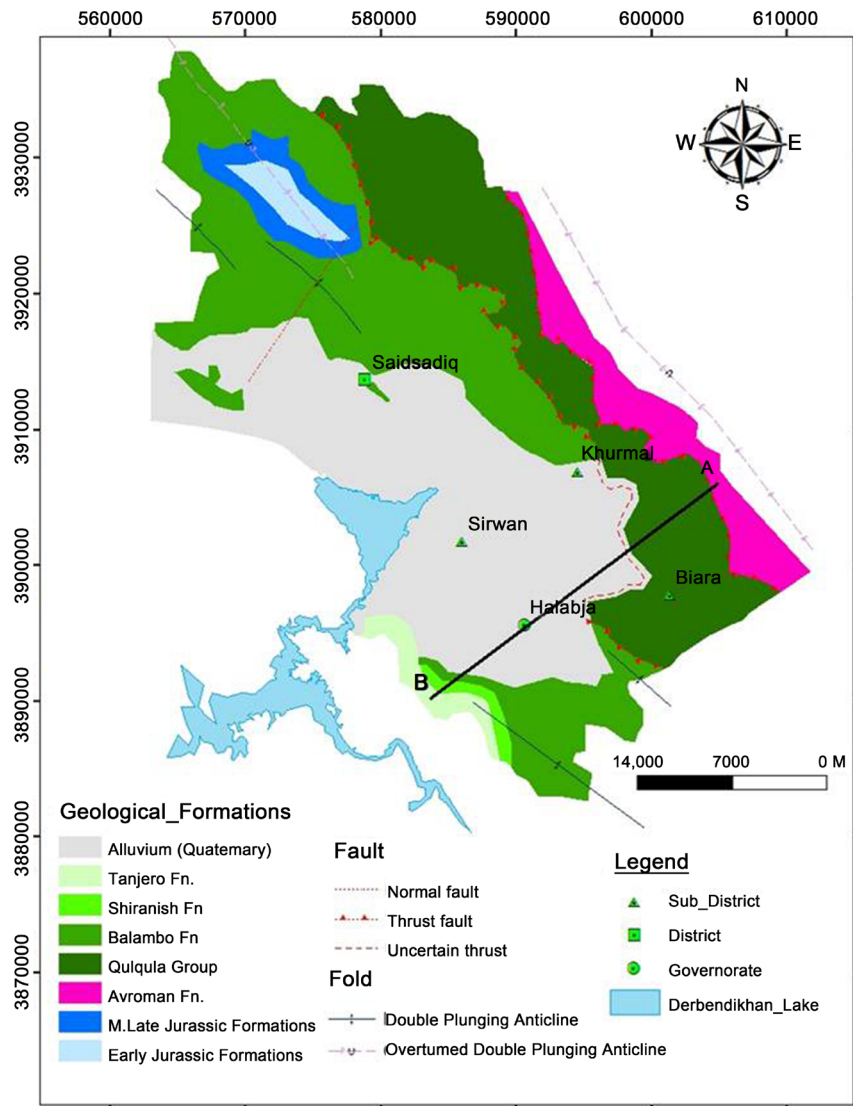 560000 570000 580000 590000 600000 610000
3930000
3920000
3910000
3900000
3890000
3880000
3870000
N
W E
S
Saidsadiq
Khurmal
A
Sirwan
Biara
Halabja
B
14,000 7000 0 M
Geological_Formations
Alluvium (Quatemary)
Tanjero Fn.
Shiranish Fn
Balambo Fn
Qulqula Group
Avroman Fn.
M.Late Jurassic Formations
Early Jurassic Formations
Fault
Normal fault
Thrust fault
Uncertain thrust
Fold
Double Plunging Anticline
Overtumed Double Plunging Anticline
Legend
Sub_District
District
Governorate
Derbendikhan_Lake